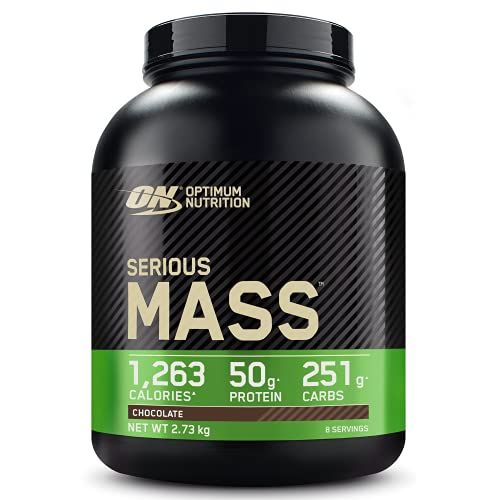 ON OPTIMUM
NUTRITION
SERIOUS
MASS™
1,263 50g* 251g*
CALORIES^ PROTEIN CARBS
CHOCOLATE
NET WT 2.73 kg 8 SERVINGS